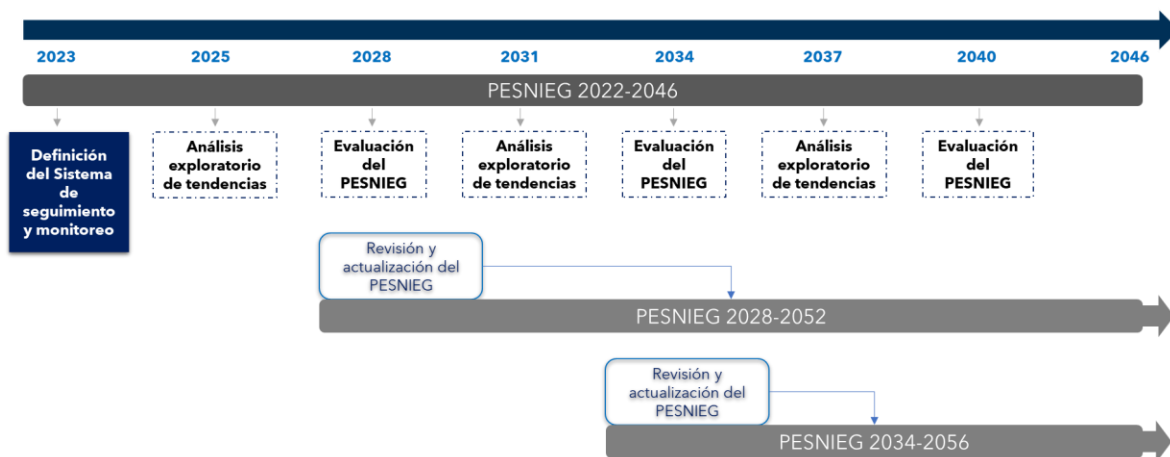 2023 2025 2028 2031 2034 2037 2040 2046
PESNIEG 2022-2046
Definición
del Sistema
de
seguimiento
y monitoreo
Análisis
exploratorio
de tendencias
Evaluación
del
PESNIEG
Análisis
exploratorio
de tendencias
Evaluación
del
PESNIEG
Análisis
exploratorio
de tendencias
Evaluación
del
PESNIEG
Revisión y
actualización del
PESNIEG
PESNIEG 2028-2052
Revisión y
actualización del
PESNIEG
PESNIEG 2034-2056